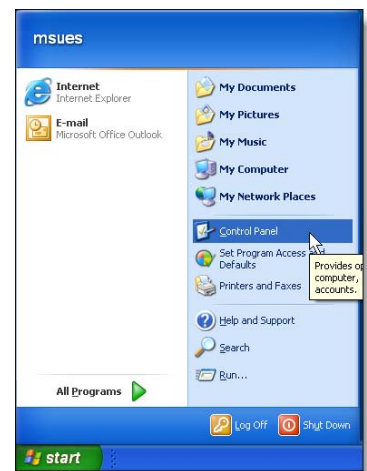 msues
Internet
Internet Explorer
E-mail
Microsoft Office Outlook
All Programs
My Documents
My Pictures
My Music
My Computer
My Network Places
Control Panel
Set Program Access and
Defaults
Printers and Faxes
Provides
computer,
accounts.
Help and Support
Search
Run...
Log Off
Shut Down
start